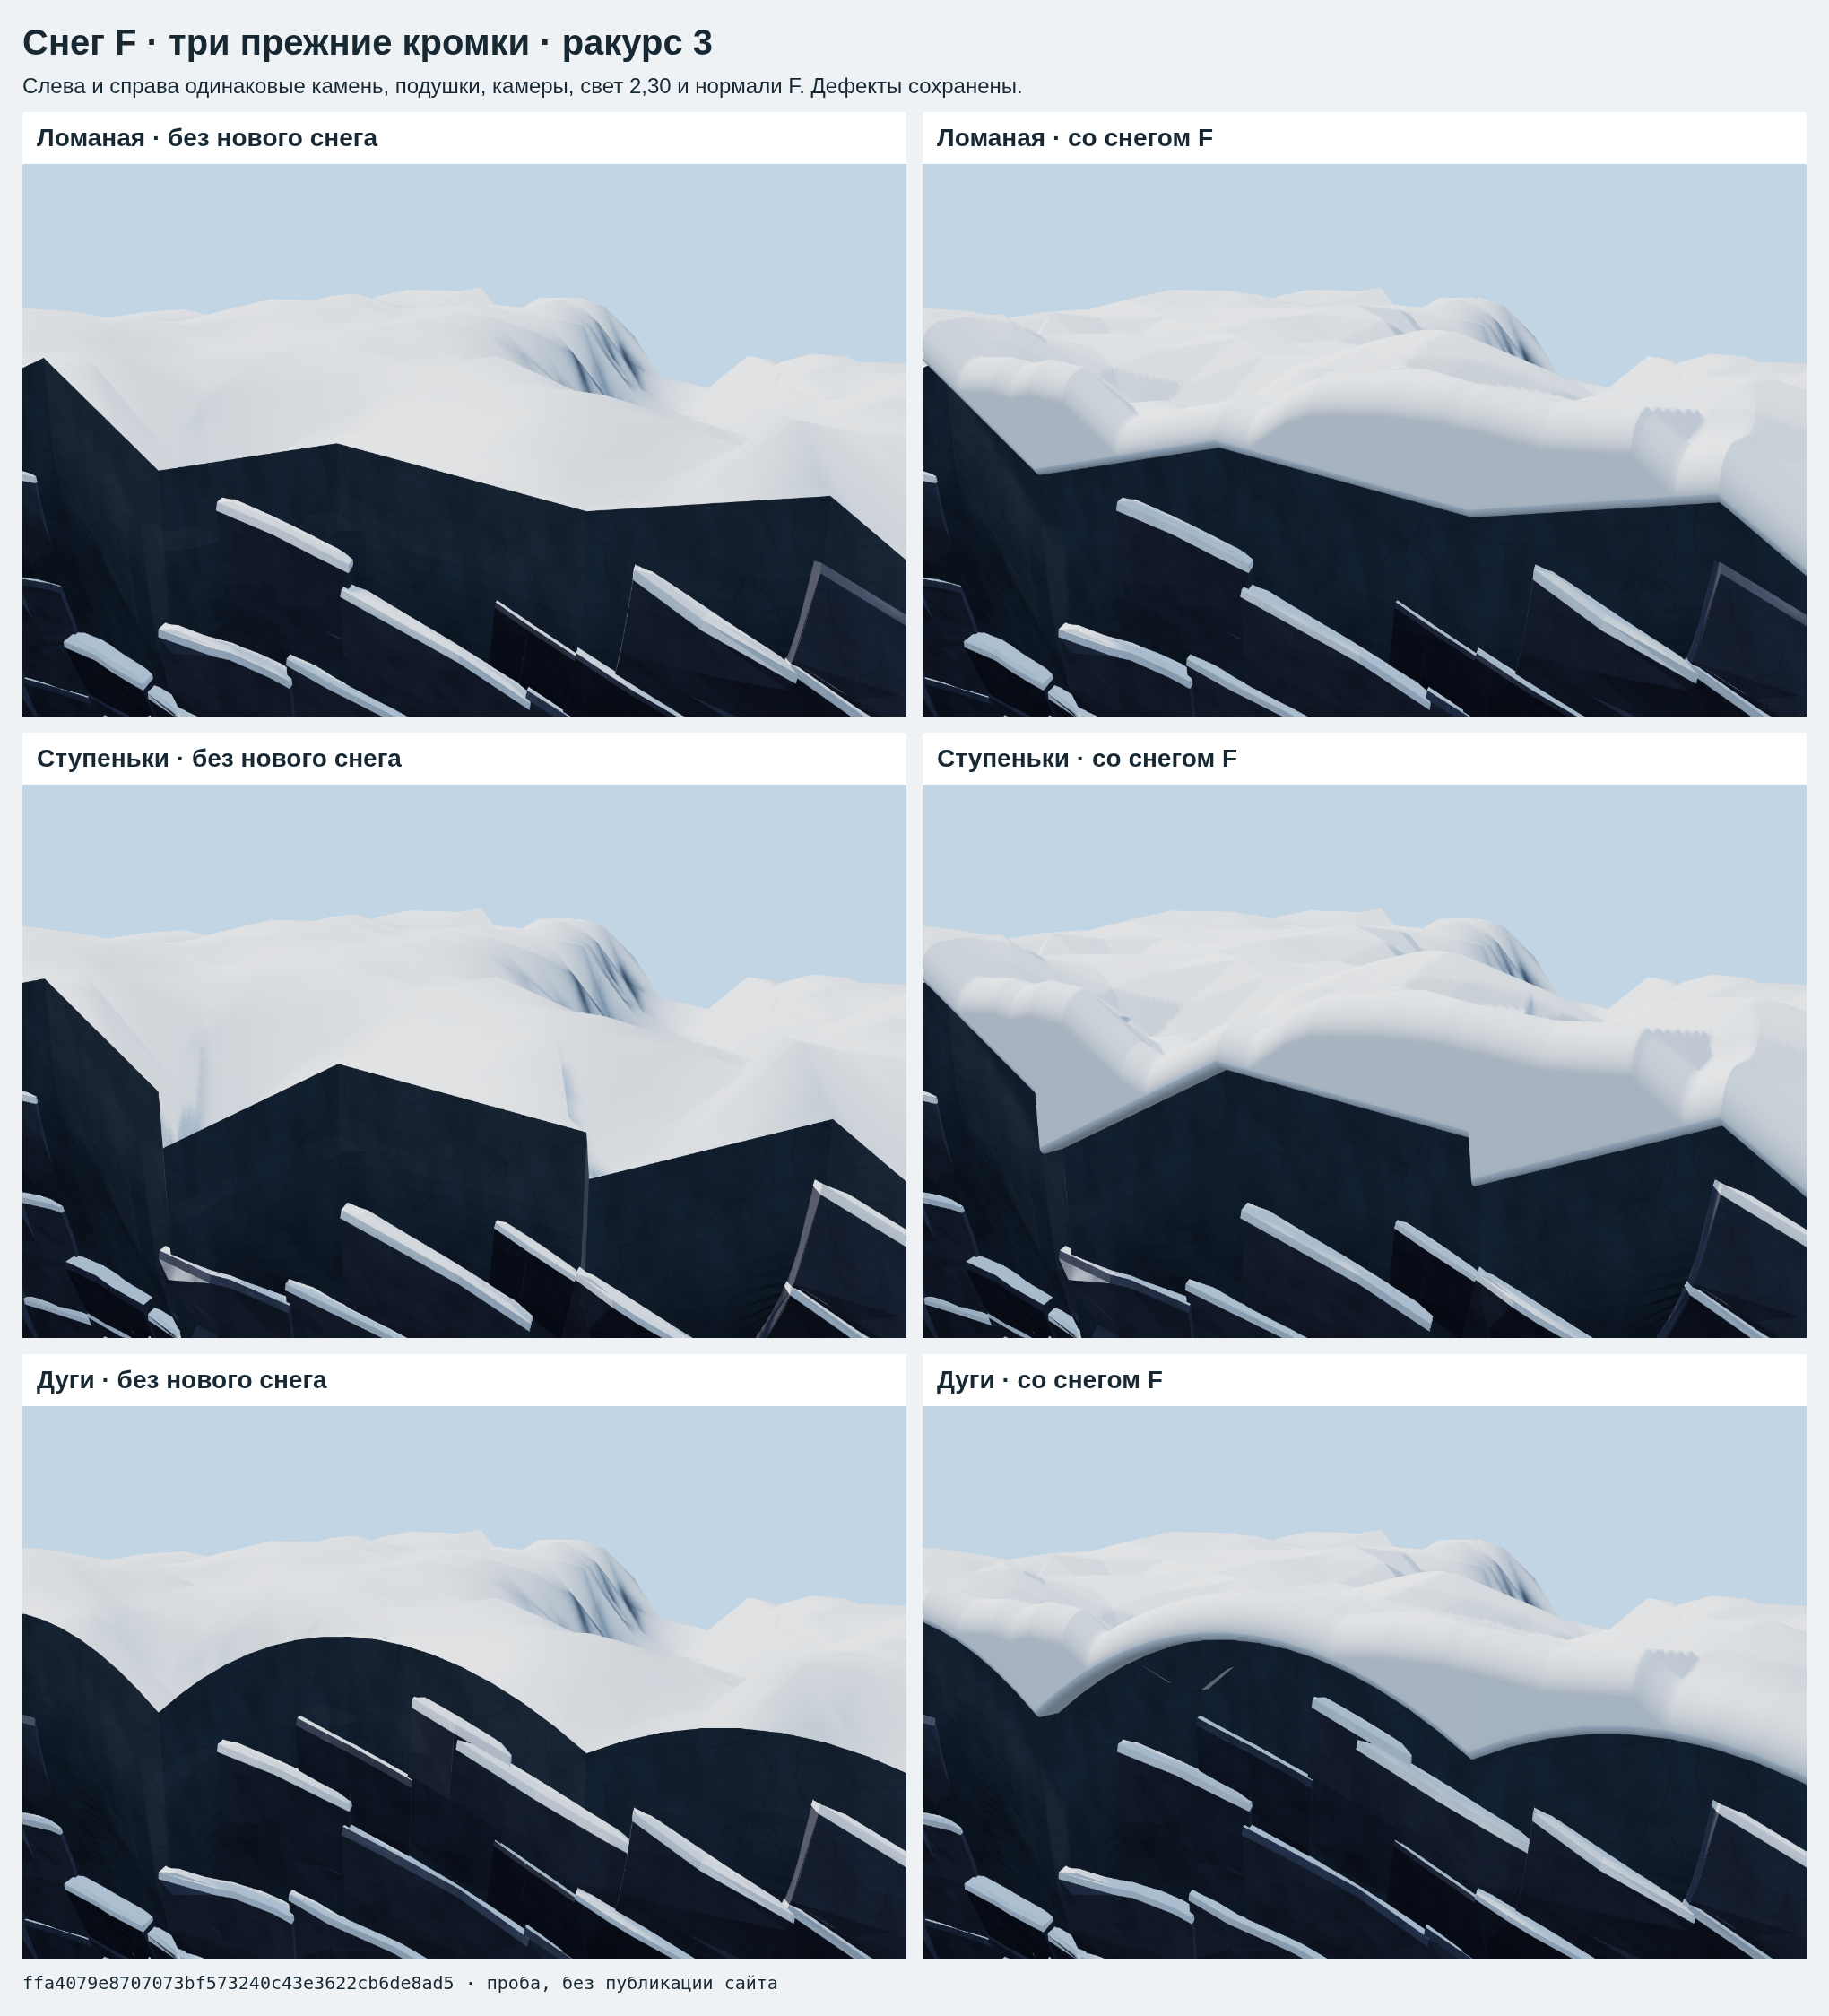 Снег F · три прежние кромки · ракурс 3
Слева и справа одинаковые камень, подушки, камеры, свет 2,30 и нормали F. Дефекты сохранены.
Ломаная · без нового снега
Ломаная · со снегом F
Ступеньки · без нового снега
Ступеньки · со снегом F
Дуги · без нового снега
Дуги · со снегом F
ffa4079e8707073bf573240c43e3622cb6de8ad5 · проба, без публикации сайта